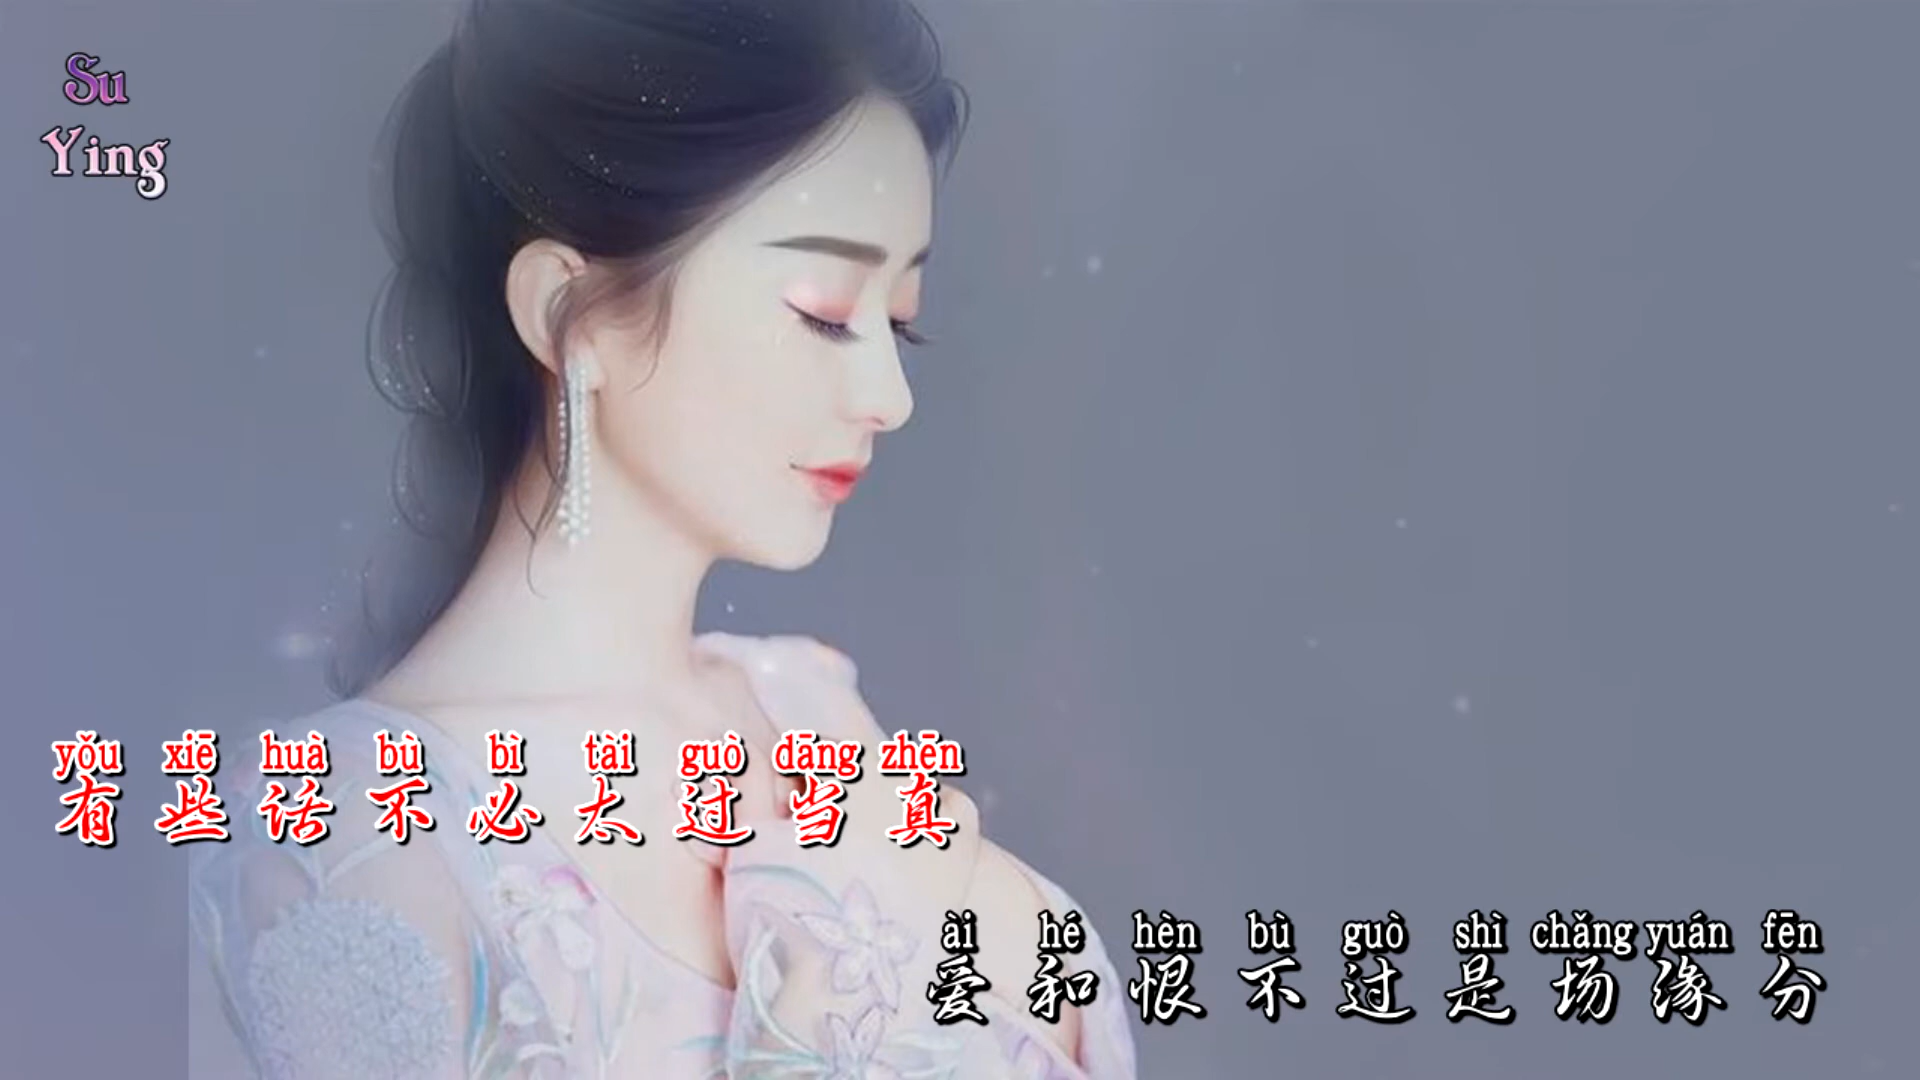 Su
Ying
yǒu xiē huà bù bì tài guò dāng zhēn
有些话不必太过当真
ài hé hèn bù guò shì chǎng yuán fēn
爱和恨不过是场缘分